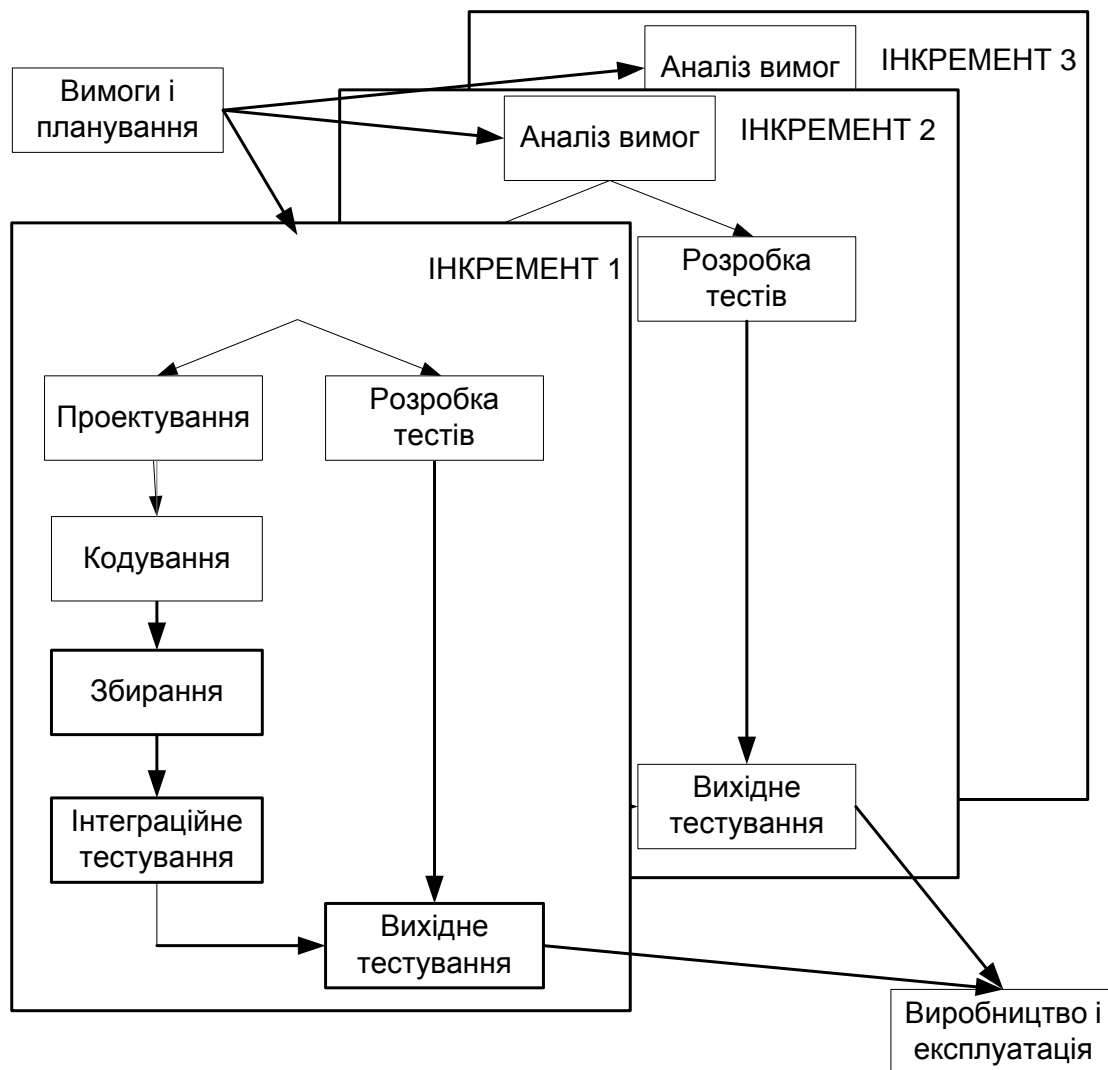 ІНКРЕМЕНТ 3
Аналіз вимог
Вимоги і
планування
ІНКРЕМЕНТ 2
Аналіз вимог
Розробка
тестів
Вихідне
тестування
ІНКРЕМЕНТ 1
Проектування
Розробка
тестів
Кодування
Збирання
Інтеграційне
тестування
Вихідне
тестування
Виробництво і
експлуатація